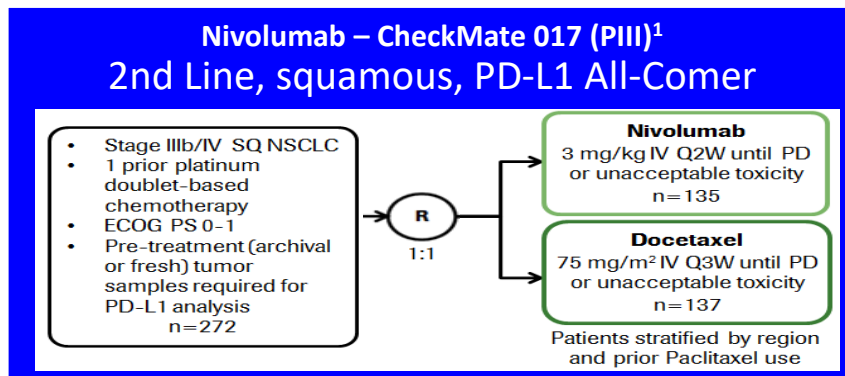 Nivolumab – CheckMate 017 (PIII)¹
2nd Line, squamous, PD-L1 All-Comer
• Stage IIIb/IV SQ NSCLC
• 1 prior platinum
doublet-based
chemotherapy
• ECOG PS 0-1
• Pre-treatment (archival
or fresh) tumor
samples required for
PD-L1 analysis
n=272
R
1:1
Nivolumab
3 mg/kg IV Q2W until PD
or unacceptable toxicity
n=135
Docetaxel
75 mg/m² IV Q3W until PD
or unacceptable toxicity
n=137
Patients stratified by region
and prior Paclitaxel use